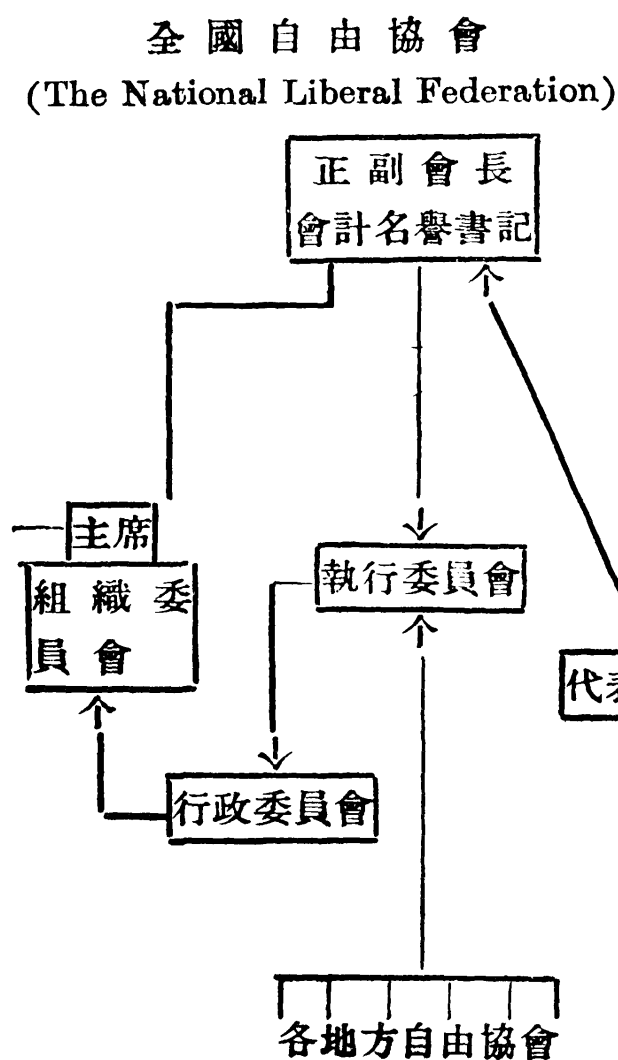 全國自由協會
(The National Liberal Federation)
正副會長
會計名譽書記
主席
組織委
員會
執行委員會
代表
行政委員會
各地方自由協會